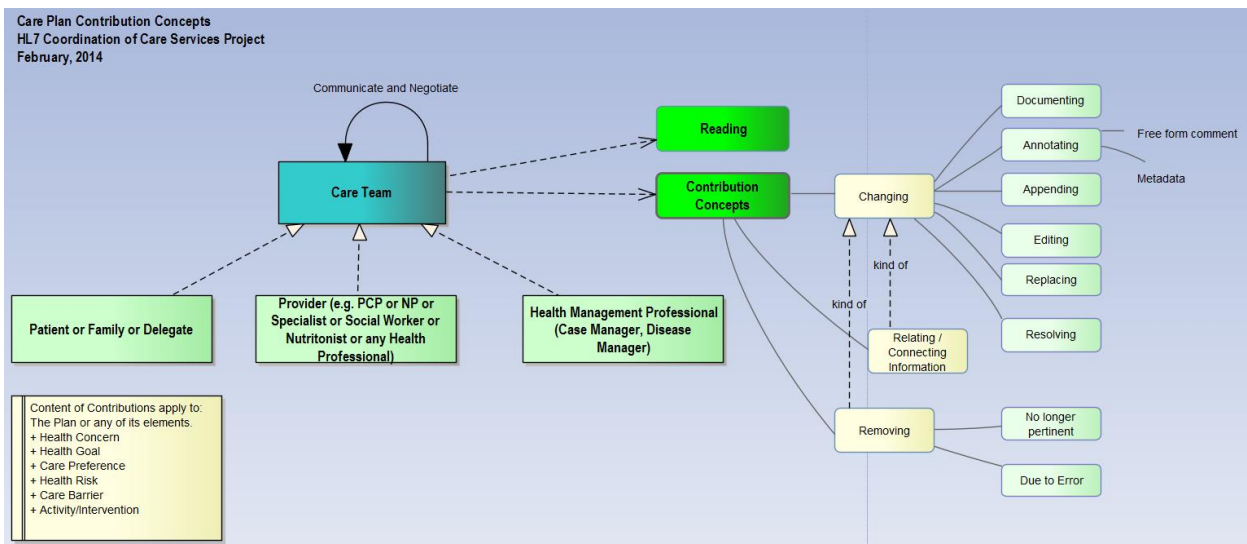 Care Plan Contribution Concepts
HL7 Coordination of Care Services Project
February, 2014
Communicate and Negotiate
Care Team
Reading
Contribution
Concepts
Changing
Documenting
Annotating
Free form comment
Metadata
Appending
Editing
Replacing
Resolving
kind of
kind of
Relating /
Connecting
Information
Removing
No longer
pertinent
Due to Error
Patient or Family or Delegate
Provider (e.g. PCP or NP or
Specialist or Social Worker or
Nutritonist or any Health
Professional)
Health Management Professional
(Case Manager, Disease
Manager)
Content of Contributions apply to:
The Plan or any of its elements.
+ Health Concern
+ Health Goal
+ Care Preference
+ Health Risk
+ Care Barrier
+ Activity/Intervention